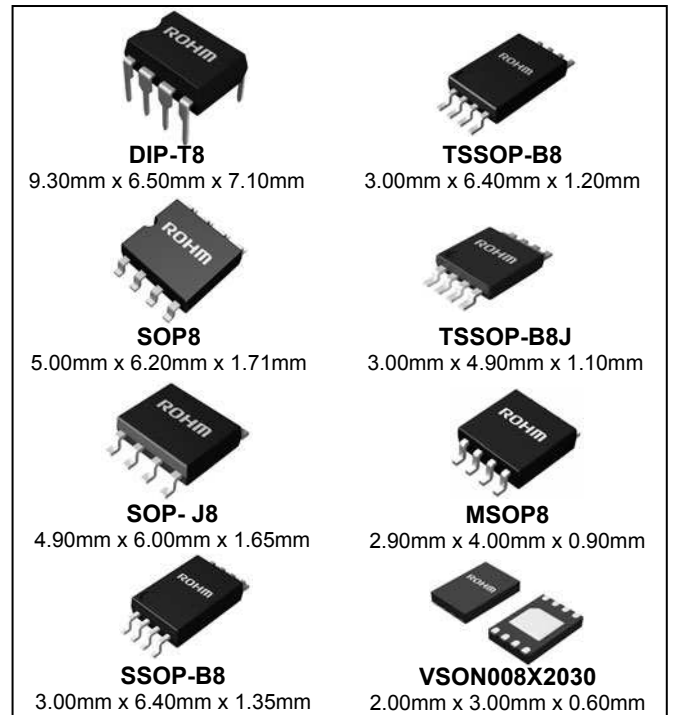 ROHM
DIP-T8
9.30mm x 6.50mm x 7.10mm
ROHM
TSSOP-B8
3.00mm x 6.40mm x 1.20mm
ROHM
SOP8
5.00mm x 6.20mm x 1.71mm
ROHM
TSSOP-B8J
3.00mm x 4.90mm x 1.10mm
ROHM
SOP- J8
4.90mm x 6.00mm x 1.65mm
ROHM
MSOP8
2.90mm x 4.00mm x 0.90mm
ROHM
SSOP-B8
3.00mm x 6.40mm x 1.35mm
ROHM
VSON008X2030
2.00mm x 3.00mm x 0.60mm